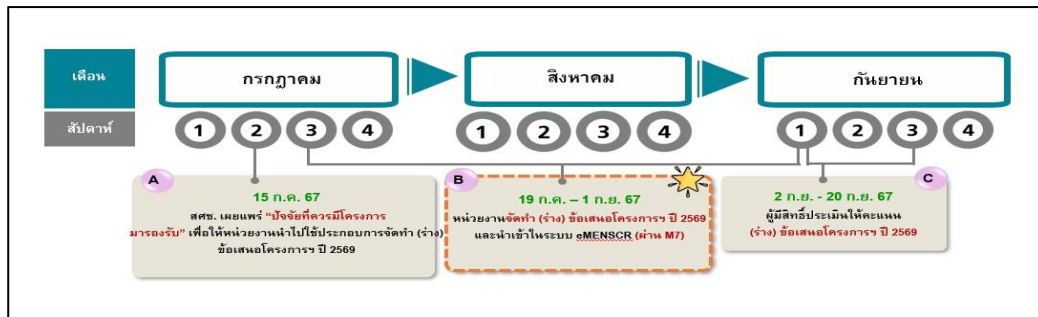 เดือน
กรกฎาคม
สิงหาคม
กันยายน
สัปดาห์
1 2 3 4
1 2 3 4
1 2 3 4
A
15 ก.ค. 67
สศช. เผยแพร่ “ปัจจัยที่ควรมีโครงการ
มารองรับ” เพื่อให้หน่วยงานนำไปใช้ประกอบการจัดทำ (ร่าง)
ข้อเสนอโครงการฯ ปี 2569
B
19 ก.ค. – 1 ก.ย. 67
หน่วยงานจัดทำ (ร่าง) ข้อเสนอโครงการฯ ปี 2569
และนำเข้าในระบบ eMENSCR (ผ่าน M7)
C
2 ก.ย. - 20 ก.ย. 67
ผู้มีสิทธิ์ประเมินให้คะแนน
(ร่าง) ข้อเสนอโครงการฯ ปี 2569